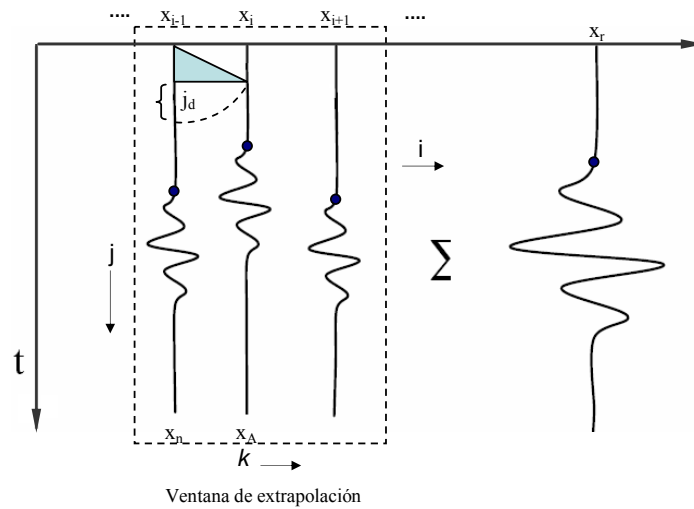 .... x_{i-1} x_i x_{i+1} ....
x_r
j_d
i
j
∑
t
x_n x_A
k
Ventana de extrapolación